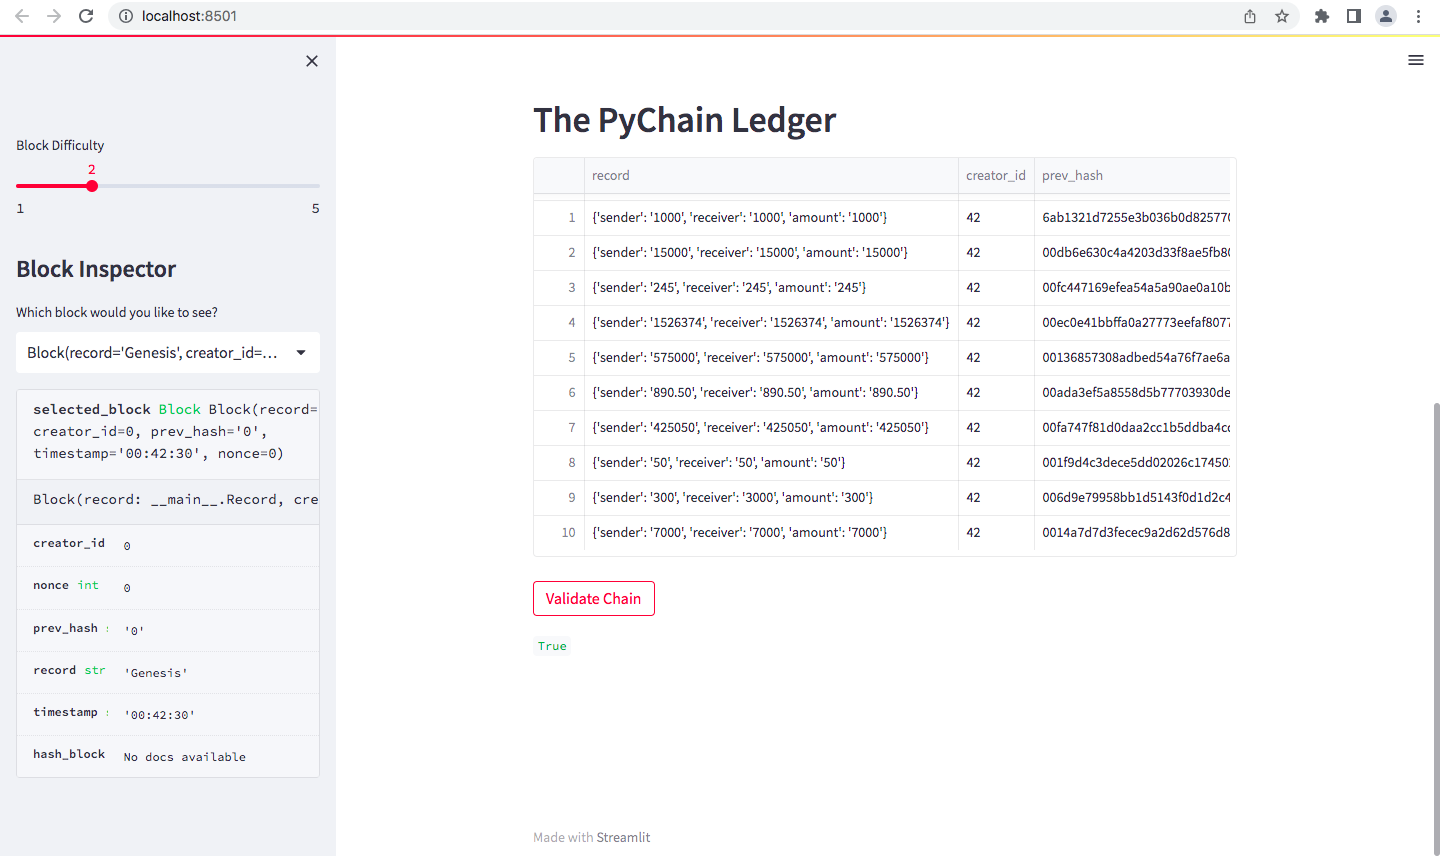 localhost:8501
Block Difficulty
2
1 5
Block Inspector
Which block would you like to see?
Block(record='Genesis', creator_id=...
selected_block Block Block(record=
creator_id=0, prev_hash='0',
timestamp='00:42:30', nonce=0)
Block(record: __main__.Record, cre
creator_id 0
nonce int 0
prev_hash '0'
record str 'Genesis'
timestamp '00:42:30'
hash_block No docs available
The PyChain Ledger
record creator_id prev_hash
1 {'sender': '1000', 'receiver': '1000', 'amount': '1000'} 42 6ab1321d7255e3b036b0d825770
2 {'sender': '15000', 'receiver': '15000', 'amount': '15000'} 42 00db6e630c4a4203d33f8ae5fb80
3 {'sender': '245', 'receiver': '245', 'amount': '245'} 42 00fc447169efea54a5a90ae0a10b
4 {'sender': '1526374', 'receiver': '1526374', 'amount': '1526374'} 42 00ec0e41bbffa0a27773eefaf8077
5 {'sender': '575000', 'receiver': '575000', 'amount': '575000'} 42 00136857308adbed54a76f7ae6a
6 {'sender': '890.50', 'receiver': '890.50', 'amount': '890.50'} 42 00ada3ef5a8558d5b77703930de
7 {'sender': '425050', 'receiver': '425050', 'amount': '425050'} 42 00fa747f81d0daa2cc1b5ddba4cc
8 {'sender': '50', 'receiver': '50', 'amount': '50'} 42 001f9d4c3dece5dd02026c17450
9 {'sender': '300', 'receiver': '3000', 'amount': '300'} 42 006d9e79958bb1d5143f0d1d2c4
10 {'sender': '7000', 'receiver': '7000', 'amount': '7000'} 42 0014a7d7d3fecec9a2d62d576d8
Validate Chain
True
Made with Streamlit